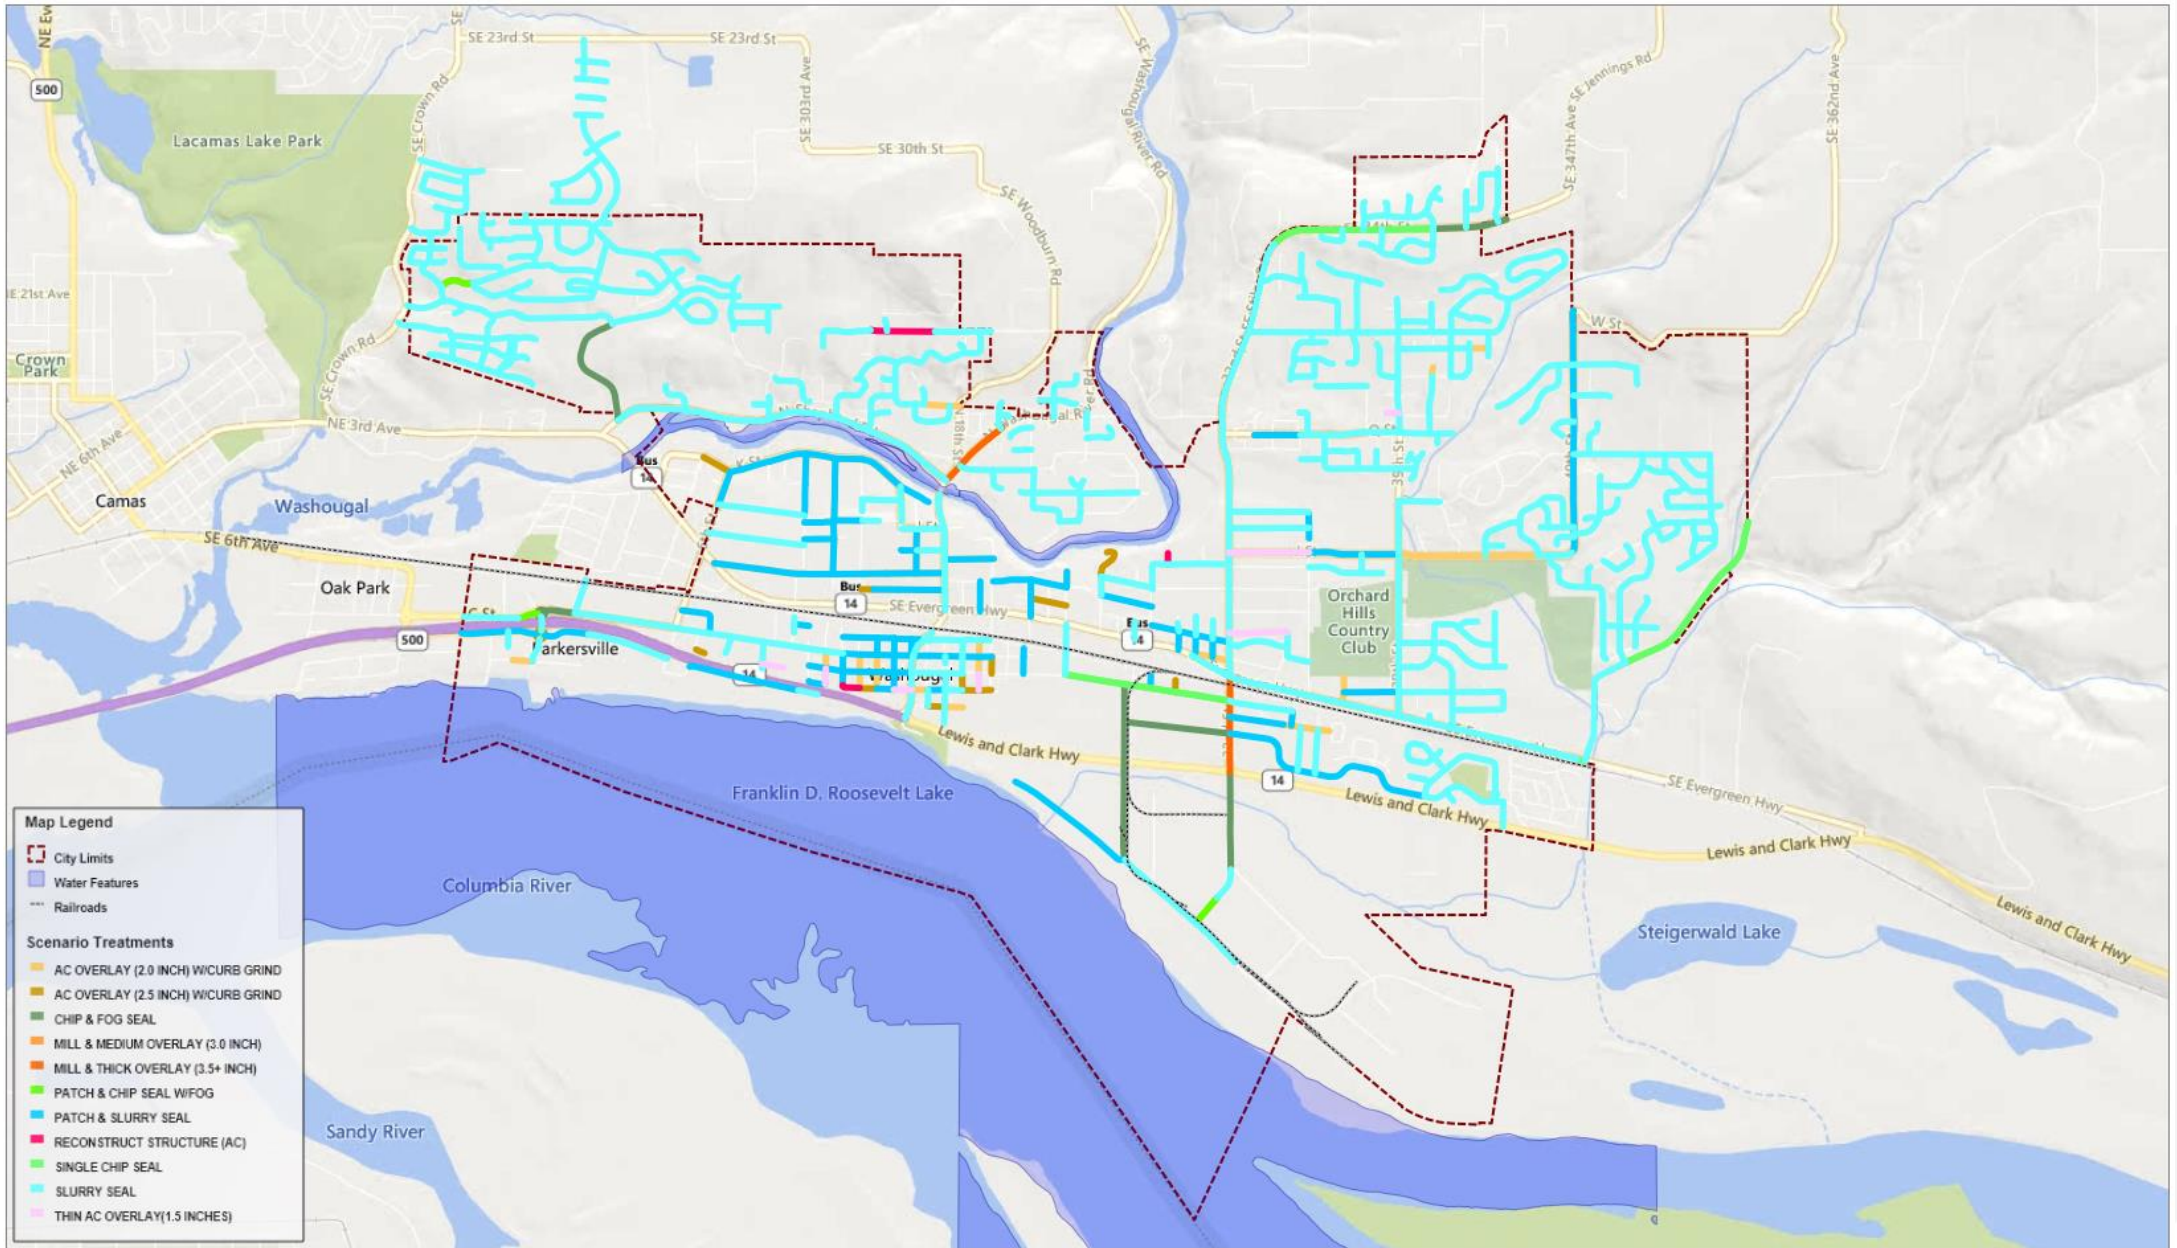 NE Ev
500
SE 23rd St
SE 23rd St
SE
SE Crown Rd
SE 303rd Ave
SE Washougal River Rd
SE Jennings Rd
SE 347th Ave
SE 362nd Ave
Lacamas Lake Park
SE 30th St
SE Woodburn Rd
NE 21st Ave
Crown
Park
SE Crown Rd
W St
NE 3rd Ave
NE 6th Ave
N 18th St
39th St
K St
Bus
14
Camas
Washougal
SE 6th Ave
Oak Park
Bus
14
SE Evergreen Hwy
Orchard
Hills
Country
Club
C St
500
Parkersville
Bus
14
14
Washougal
Lewis and Clark Hwy
14
Lewis and Clark Hwy
SE Evergreen Hwy
Lewis and Clark Hwy
Lewis and Clark Hwy
Franklin D. Roosevelt Lake
Columbia River
Steigerwald Lake
Sandy River
Map Legend
City Limits
Water Features
Railroads
Scenario Treatments
AC OVERLAY (2.0 INCH) W/CURB GRIND
AC OVERLAY (2.5 INCH) W/CURB GRIND
CHIP & FOG SEAL
MILL & MEDIUM OVERLAY (3.0 INCH)
MILL & THICK OVERLAY (3.5+ INCH)
PATCH & CHIP SEAL W/FOG
PATCH & SLURRY SEAL
RECONSTRUCT STRUCTURE (AC)
SINGLE CHIP SEAL
SLURRY SEAL
THIN AC OVERLAY(1.5 INCHES)